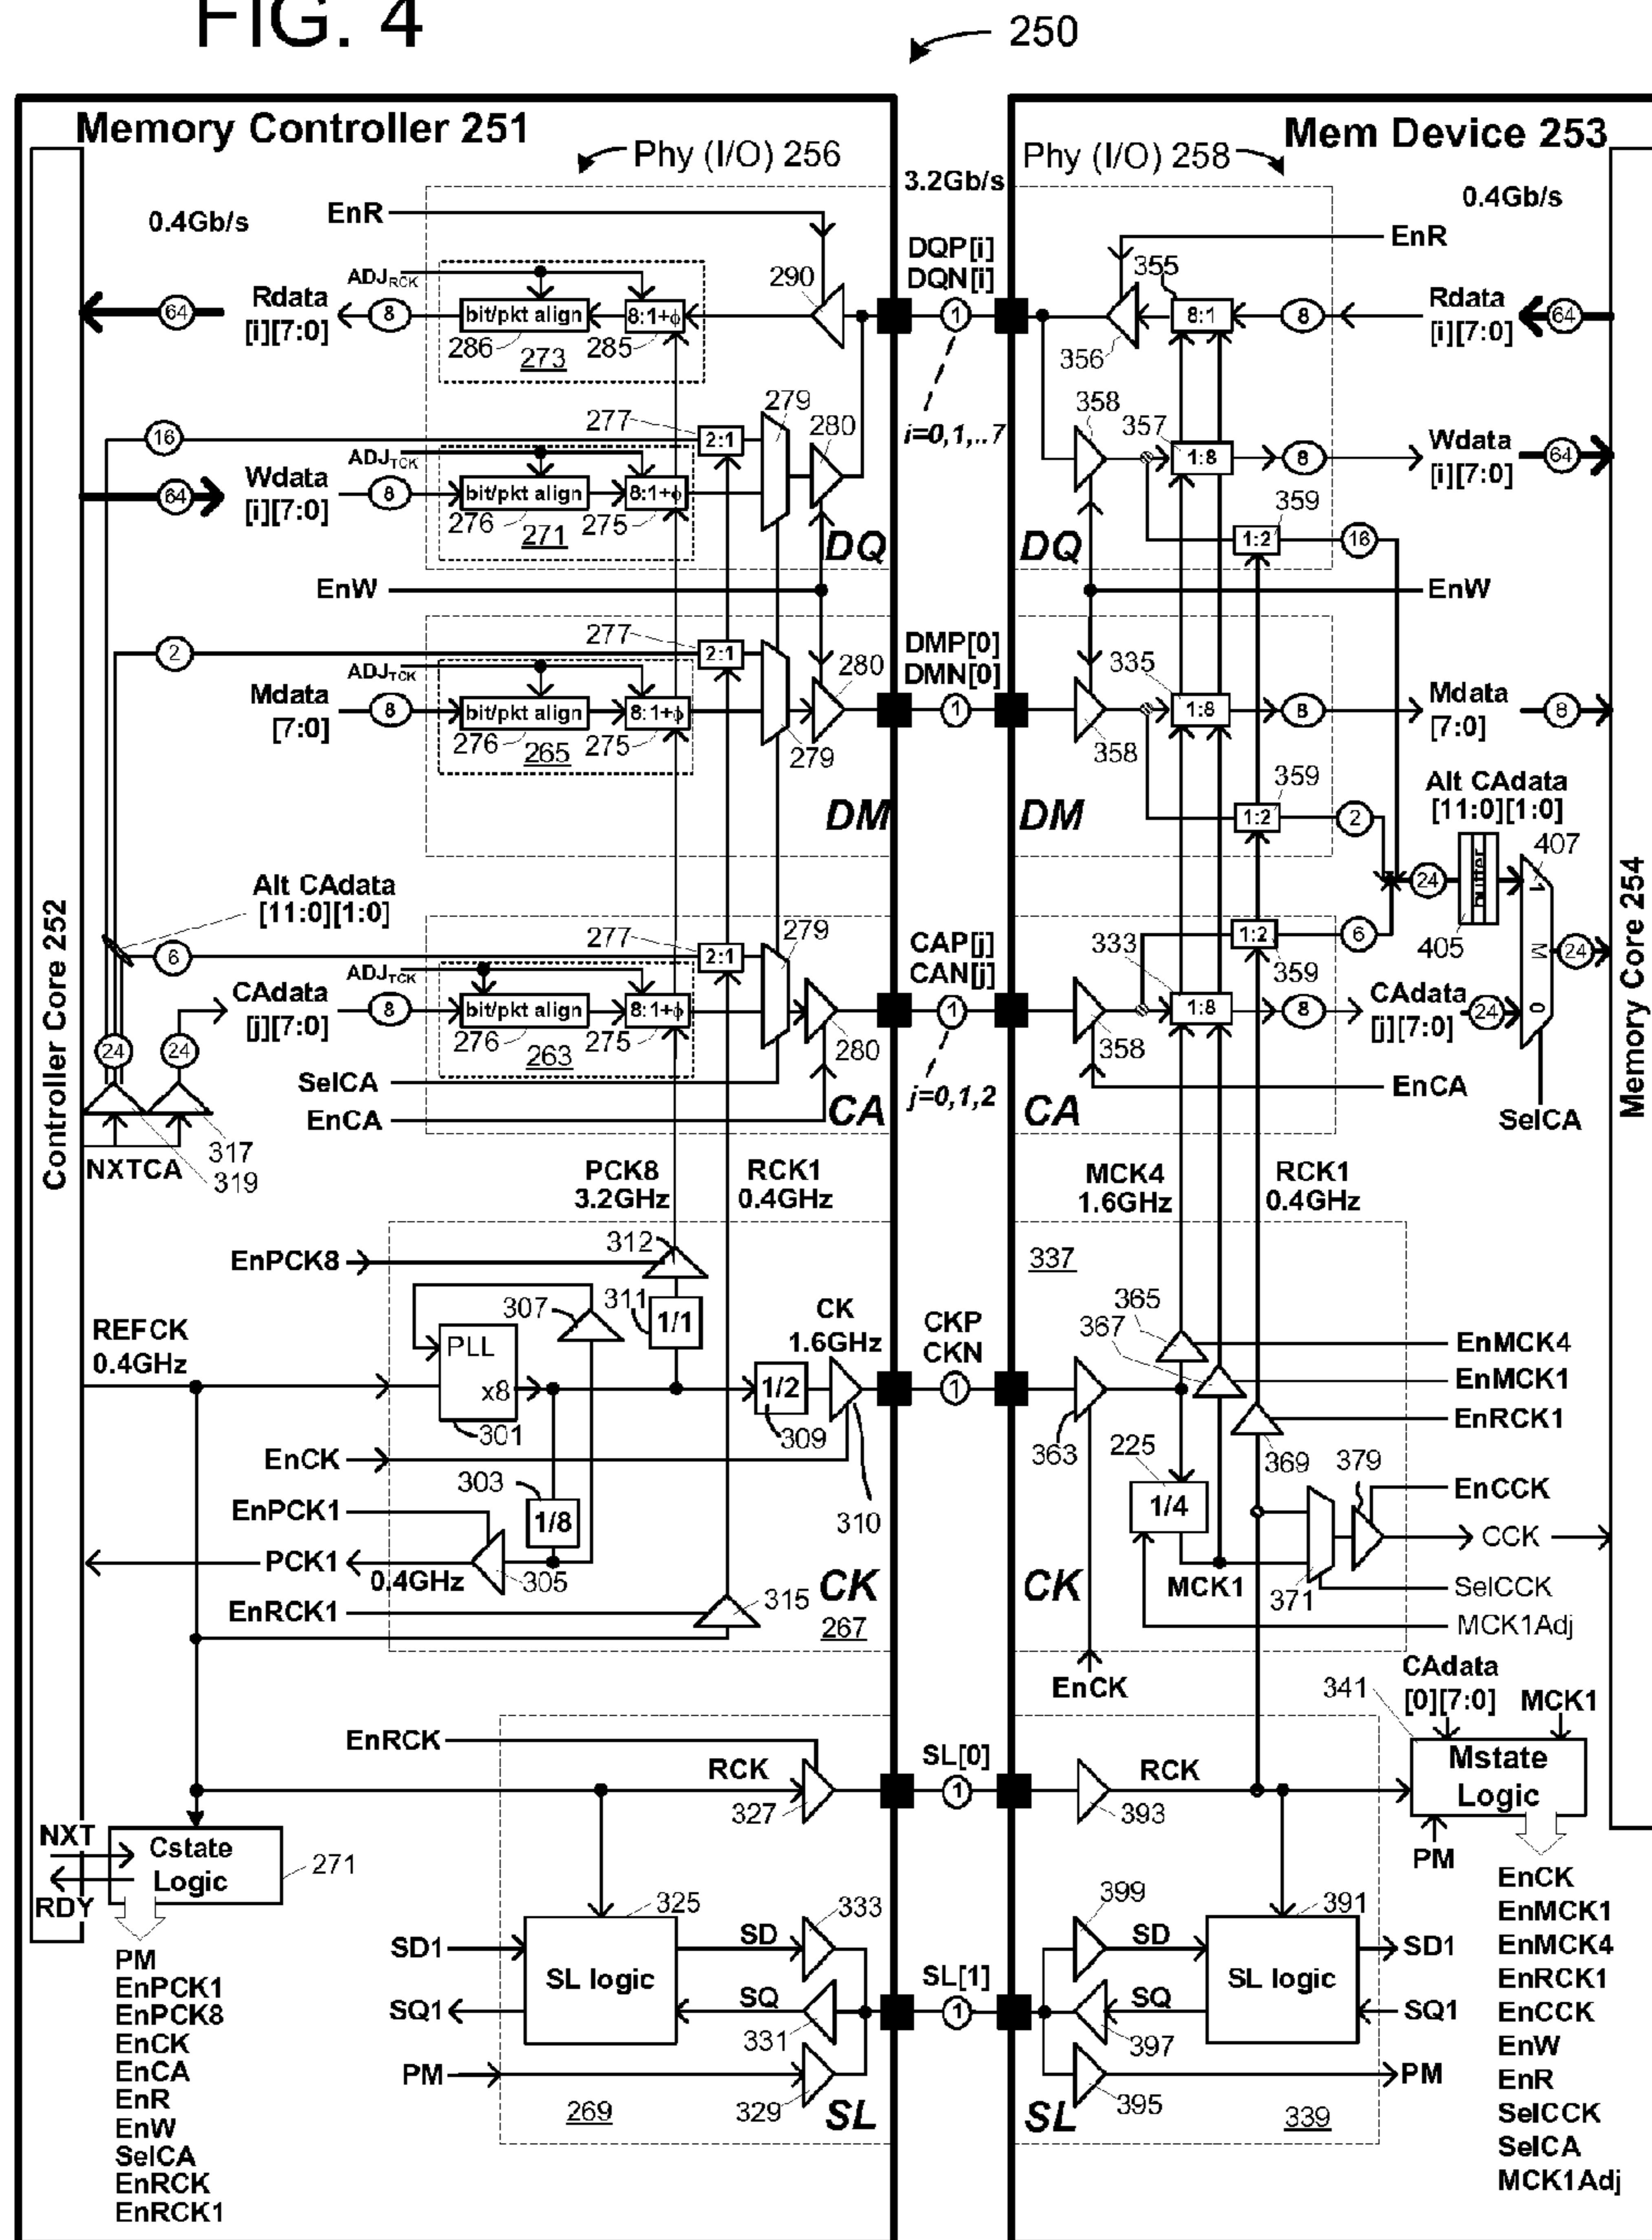 FIG. 4
250
Memory Controller 251
Mem Device 253
Phy (I/O) 256
3.2Gb/s
Phy (I/O) 258
0.4Gb/s
EnR
0.4Gb/s
DQP[i]
DQN[i]
EnR
ADJRCK
290
355
Rdata
[i][7:0]
64
8
bit/pkt align
8:1+ϕ
1
8:1
8
Rdata
[i][7:0]
64
286
273
285
356
279
277
280
358
357
i=0,1,..7
16
2:1
ADJTCK
Wdata
[i][7:0]
64
8
bit/pkt align
8:1+ϕ
1:8
8
Wdata
[i][7:0]
64
276
271
275
359
DQ
DQ
1:2
16
EnW
EnW
277
DMP[0]
DMN[0]
2
2:1
280
335
ADJTCK
Mdata
[7:0]
8
bit/pkt align
8:1+ϕ
1
1:8
8
Mdata
[7:0]
8
276
265
275
279
358
359
Alt CAdata
[11:0][1:0]
DM
DM
1:2
2
407
Alt CAdata
[11:0][1:0]
24
buffer
1
277
279
CAP[j]
CAN[j]
333
1:2
6
405
M
24
6
2:1
359
ADJTCK
CAdata
[j][7:0]
8
bit/pkt align
8:1+ϕ
1
1:8
8
CAdata
[j][7:0]
24
0
24
24
276
263
275
280
358
SelCA
j=0,1,2
EnCA
EnCA
CA
CA
SelCA
317
NXTCA
319
Controller Core 252
Memory Core 254
PCK8
3.2GHz
RCK1
0.4GHz
MCK4
1.6GHz
RCK1
0.4GHz
312
EnPCK8
337
307
311
1/1
CK
1.6GHz
CKP
CKN
365
367
REFCK
0.4GHz
PLL
x8
EnMCK4
1/2
1
EnMCK1
301
309
EnRCK1
363
225
369
379
EnCK
303
EnCCK
EnPCK1
1/8
310
1/4
CCK
PCK1
0.4GHz
305
CK
CK
MCK1
371
SelCCK
EnRCK1
315
267
MCK1Adj
EnCK
CAdata
[0][7:0]
MCK1
341
EnRCK
SL[0]
Mstate
Logic
RCK
1
RCK
327
393
NXT
Cstate
Logic
271
RDY
PM
325
333
399
391
SD1
SD
SD
SD1
SL logic
SL[1]
SL logic
SQ1
SQ
1
SQ
SQ1
331
397
PM
PM
329
395
269
SL
SL
339
PM
EnPCK1
EnPCK8
EnCK
EnCA
EnR
EnW
SelCA
EnRCK
EnRCK1
EnCK
EnMCK1
EnMCK4
EnRCK1
EnCCK
EnW
EnR
SelCCK
SelCA
MCK1Adj